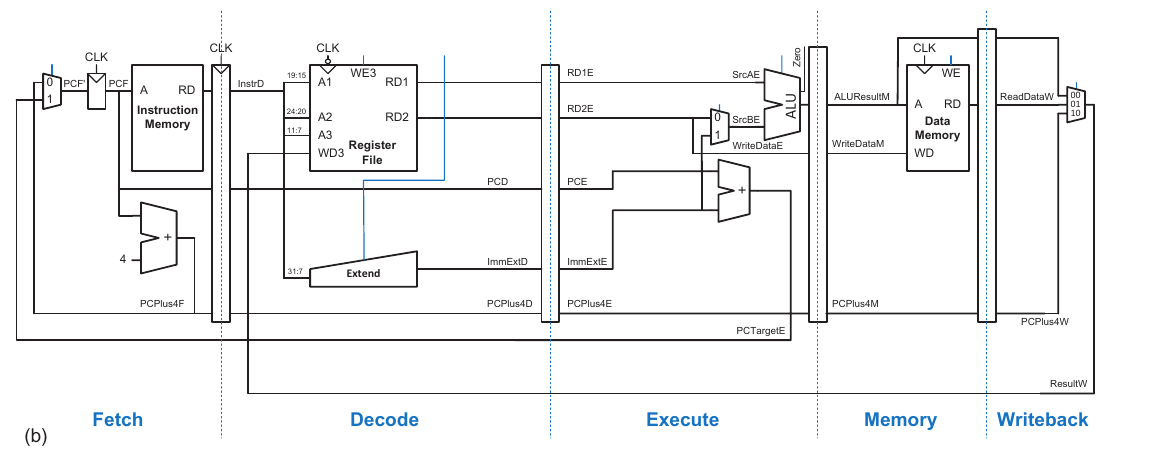 CLK
CLK
CLK
CLK
Zero
0
1
PCF'
PCF
A
RD
Instruction
Memory
InstrD
19:15
24:20
11:7
A1
A2
A3
WD3
WE3
RD1
RD2
Register
File
RD1E
RD2E
0
1
SrcAE
SrcBE
ALU
WriteDataE
ALUResultM
WriteDataM
WE
A
RD
Data
Memory
WD
ReadDataW
00
01
10
PCD
PCE
+
4
+
31:7
Extend
ImmExtD
ImmExtE
PCPlus4F
PCPlus4D
PCPlus4E
PCPlus4M
PCPlus4W
PCTargetE
ResultW
Fetch
Decode
Execute
Memory
Writeback
(b)